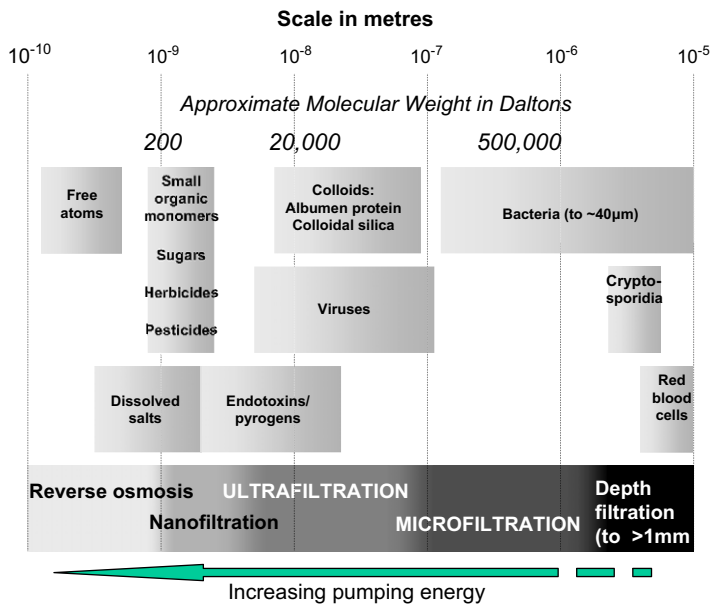 Scale in metres
10^-10 10^-9 10^-8 10^-7 10^-6 10^-5
Approximate Molecular Weight in Daltons
200 20,000 500,000
Free
atoms
Small
organic
monomers
Sugars
Herbicides
Pesticides
Colloids:
Albumen protein
Colloidal silica
Bacteria (to ~40µm)
Viruses
Crypto-
sporidia
Dissolved
salts
Endotoxins/
pyrogens
Red
blood
cells
Reverse osmosis
Nanofiltration
ULTRAFILTRATION
MICROFILTRATION
Depth
filtration
(to >1mm
Increasing pumping energy